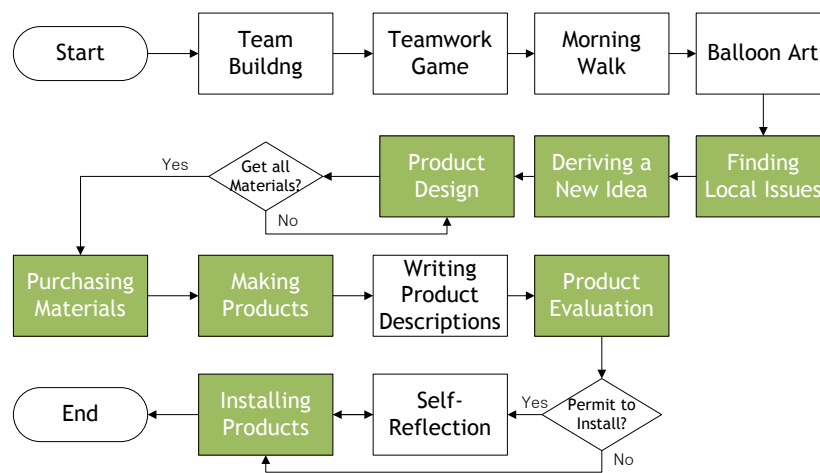 Start
Team
Buildng
Teamwork
Game
Morning
Walk
Balloon Art
Yes
Get all
Materials?
No
Product
Design
Deriving a
New Idea
Finding
Local Issues
Purchasing
Materials
Making
Products
Writing
Product
Descriptions
Product
Evaluation
End
Installing
Products
Self-
Reflection
Yes
Permit to
Install?
No